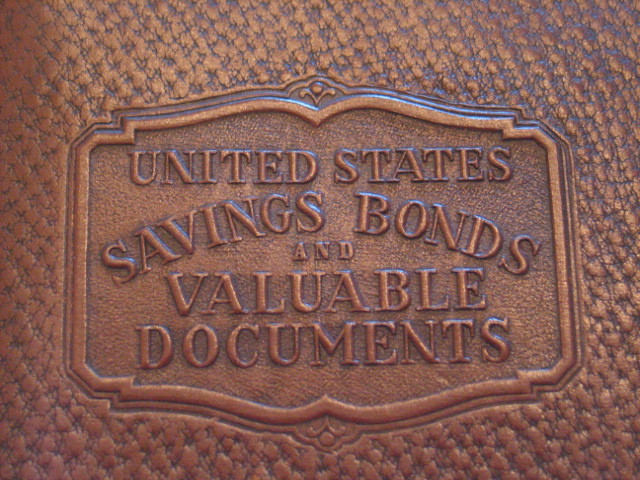 UNITED STATES
SAVINGS BONDS
AND
VALUABLE
DOCUMENTS